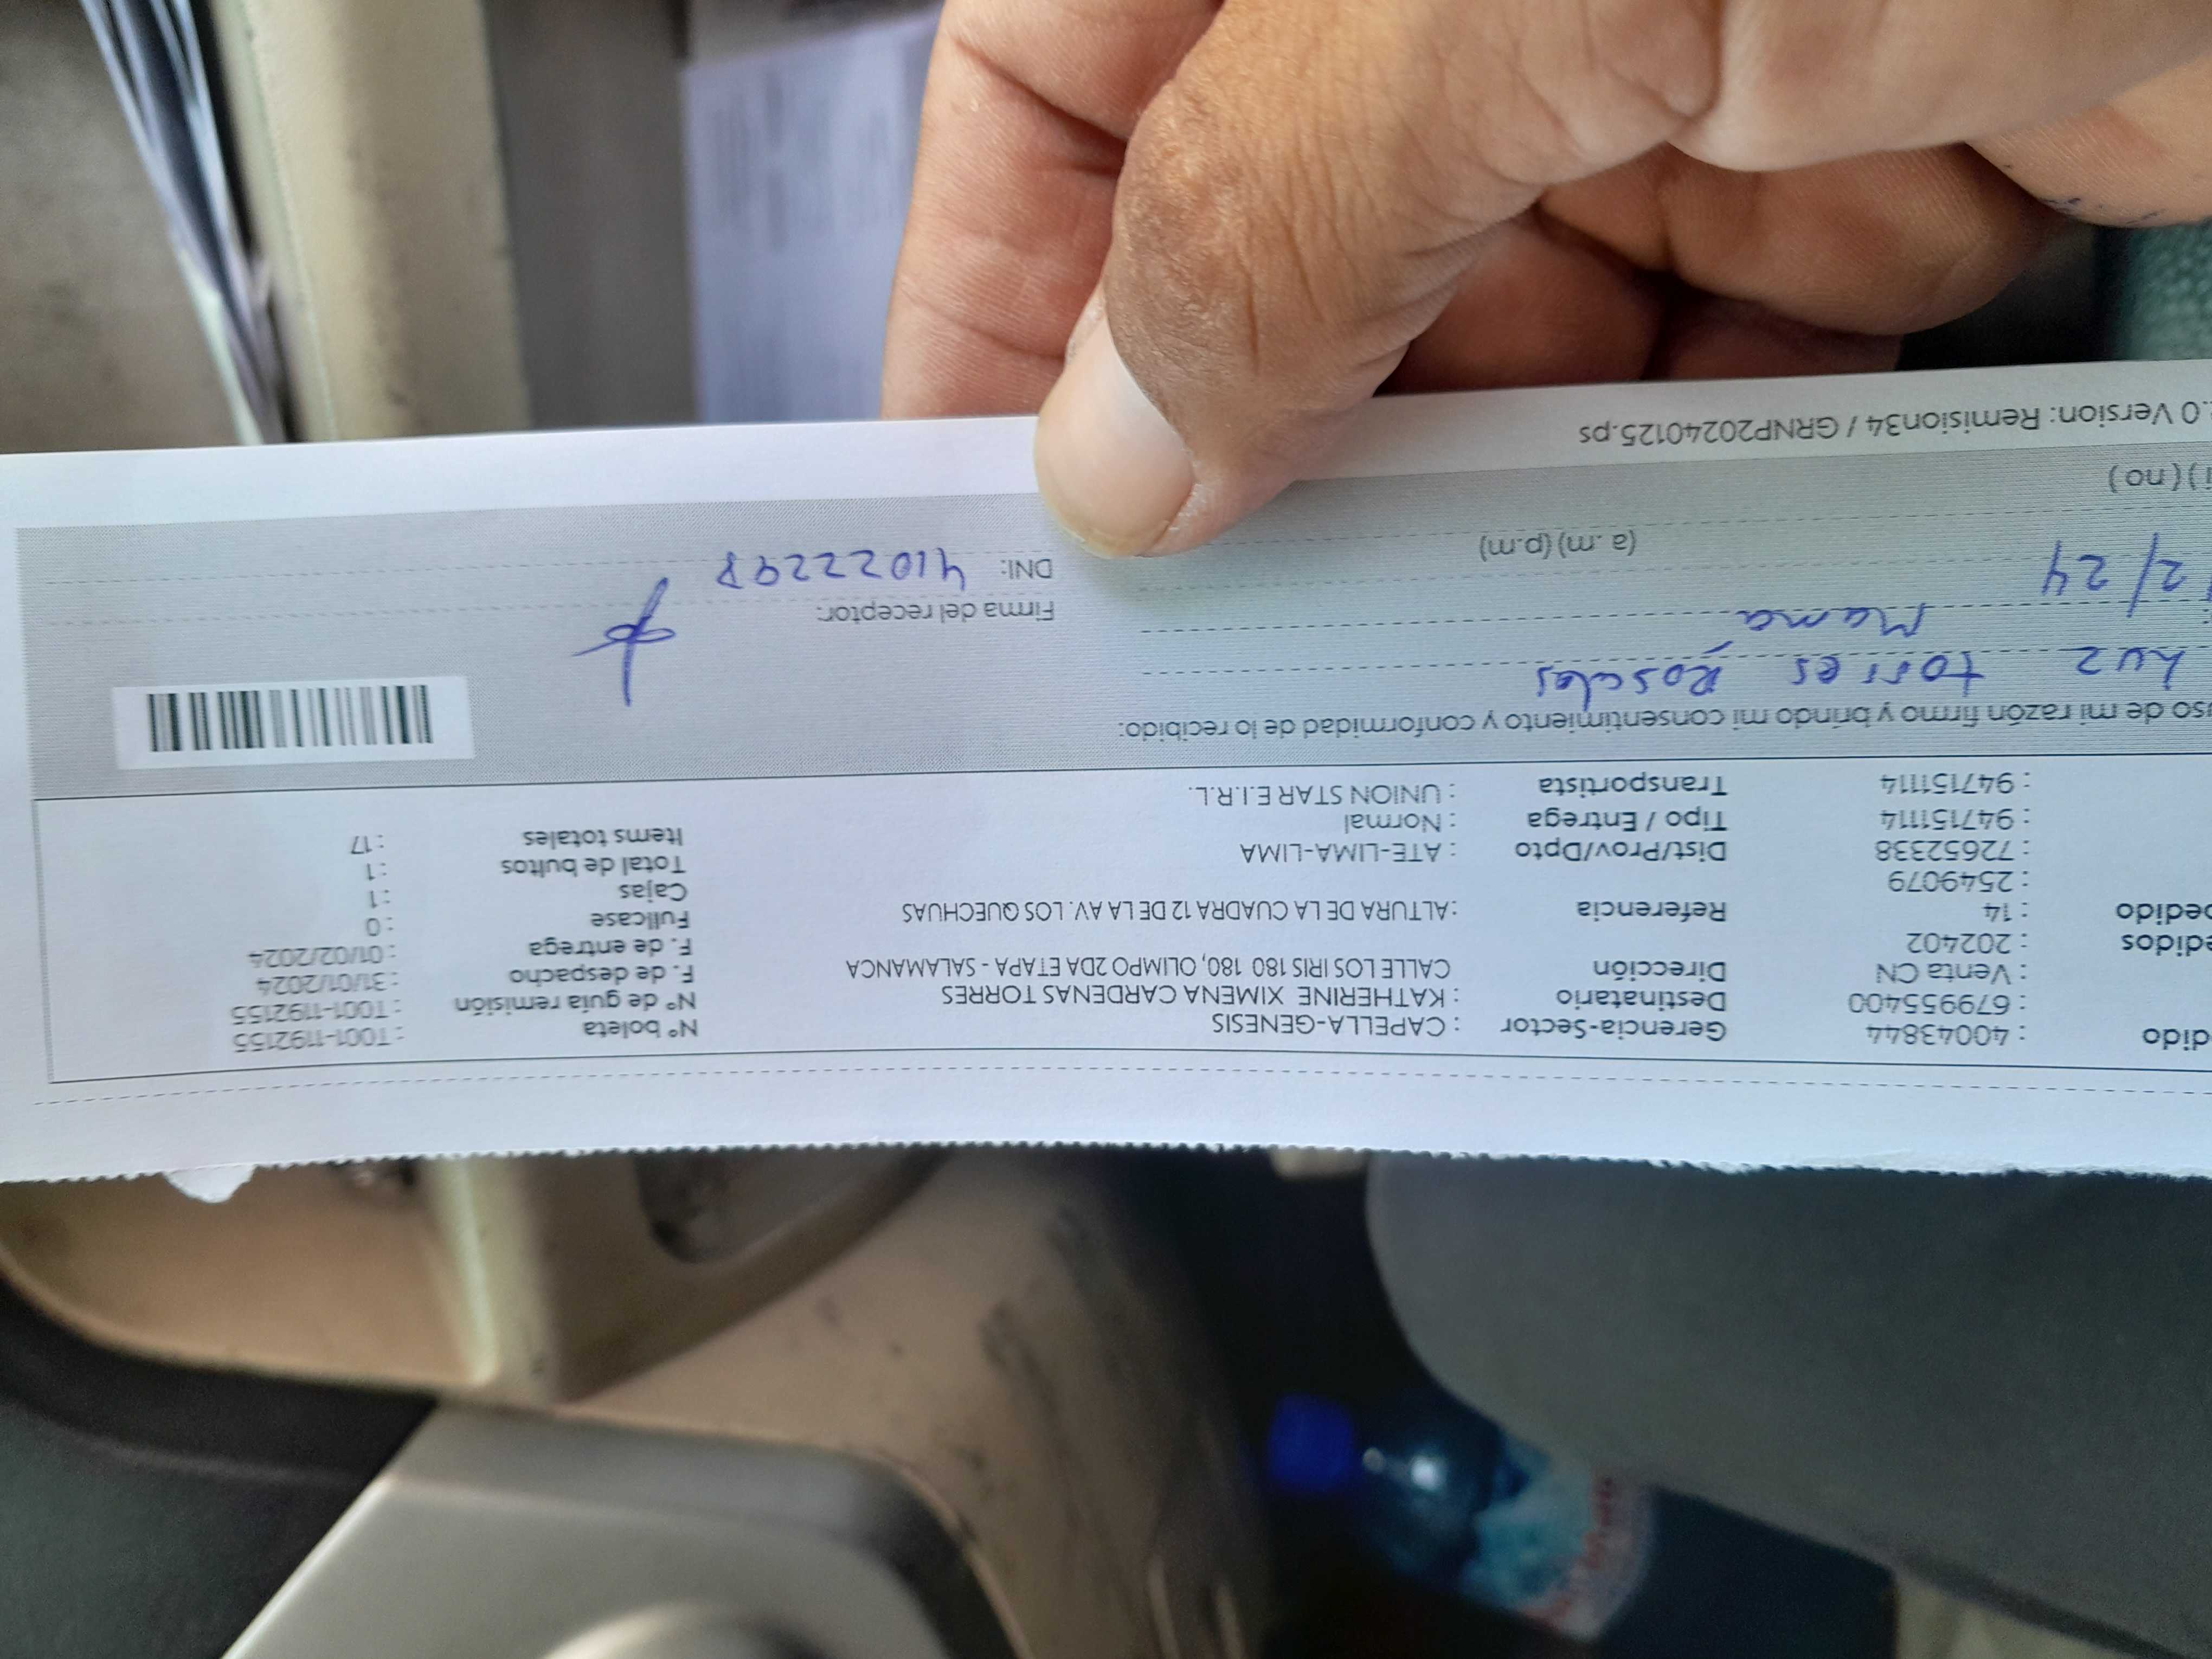 dido : 40043844 Gerencia-Sector : CAPELLA-GENESIS N° boleta : T001-1192155
: 679955400 Destinatario : KATHERINE XIMENA CARDENAS TORRES N° de guía remisión : T001-1192155
: Venta CN Dirección CALLE LOS IRIS 180 180, OLIMPO 2DA ETAPA - SALAMANCA F. de despacho : 31/01/2024
edidos : 202402 F. de entrega : 01/02/2024
pedido : 14 Referencia : ALTURA DE LA CUADRA 12 DE LA AV. LOS QUECHUAS Fullcase : 0
: 2549079 Cajas : 1
: 72652338 Dist/Prov/Dpto : ATE-LIMA-LIMA Total de bultos : 1
: 947151114 Tipo / Entrega : Normal Items totales : 17
: 947151114 Transportista : UNION STAR E.I.R.L.
uso de mi razón firmo y brindo mi consentimiento y conformidad de lo recibido:
Luz torres Rosales
Mama Firma del receptor:
2/24 DNI: 41022298
(a .m) (p.m)
i ) ( no )
.0 Version: Remision34 / GRNP20240125.ps